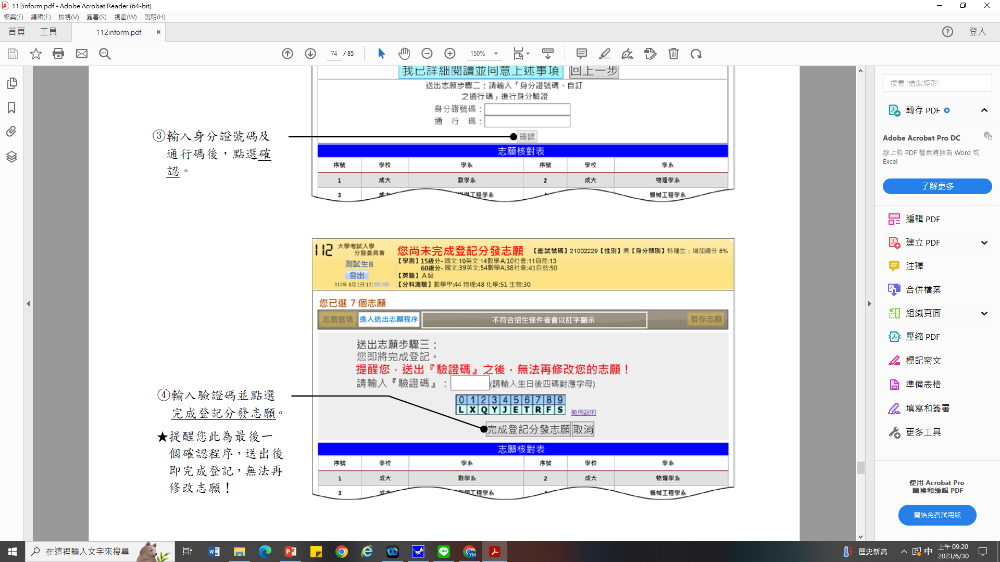 112inform.pdf - Adobe Acrobat Reader (64-bit)
檔案(F) 編輯(E) 檢視(V) 簽署(S) 視窗(W) 說明(H)
首頁 工具 112inform.pdf × 登入
74 / 85 150%
我已詳細閱讀並同意上述事項 回上一步
送出志願步驟二：請輸入「身分證號碼、自訂
之通行碼」進行身分驗證
身分證號碼：
通 行 碼：
確認
③輸入身分證號碼及
通行碼後，點選確
認。
志願核對表
序號 學校 學系 序號 學校 學系
1 成大 數學系 2 成大 物理學系
3 成大 工程學系 機械工程學系
112 大學考試入學
分發委員會
測試生B
登出
112年 8月1日 13:
您尚未完成登記分發志願 【應試號碼】21002229【性別】男【身分類別】特種生：增加總分 5%
【學測】15級分- 國文:10英文:14數學A:10社會:11自然:13
60級分- 國文:39英文:54數學A:38社會:41自然:50
【英聽】A 級
【分科測驗】數學甲:44 物理:48 化學:51 生物:30
您已選 7 個志願
志願選填 進入送出志願程序 不符合招生條件者會以紅字顯示 暫存志願
送出志願步驟三：
您即將完成登記。
提醒您，送出『驗證碼』之後，無法再修改您的志願！
請輸入『驗證碼』： (請輸入生日後四碼對應字母)
0 1 2 3 4 5 6 7 8 9
L X Q Y J E T R F S
範例說明
完成登記分發志願 取消
④輸入驗證碼並點選
完成登記分發志願。
★提醒您此為最後一
個確認程序，送出後
即完成登記，無法再
修改志願！
志願核對表
序號 學校 學系 序號 學校 學系
1 成大 數學系 2 成大 物理學系
3 成大 工程學系 機械工程學系
搜尋 '繪製矩形'
轉存 PDF
Adobe Acrobat Pro DC
線上將 PDF 檔案轉換為 Word 或
Excel
了解更多
編輯 PDF
建立 PDF
注釋
合併檔案
組織頁面
壓縮 PDF
標記密文
準備表格
填寫和簽署
更多工具
使用 Acrobat Pro
轉換和編輯 PDF
開始免費試用版
在這裡輸入文字來搜尋
歷史新高
中
上午 09:20
2023/6/30